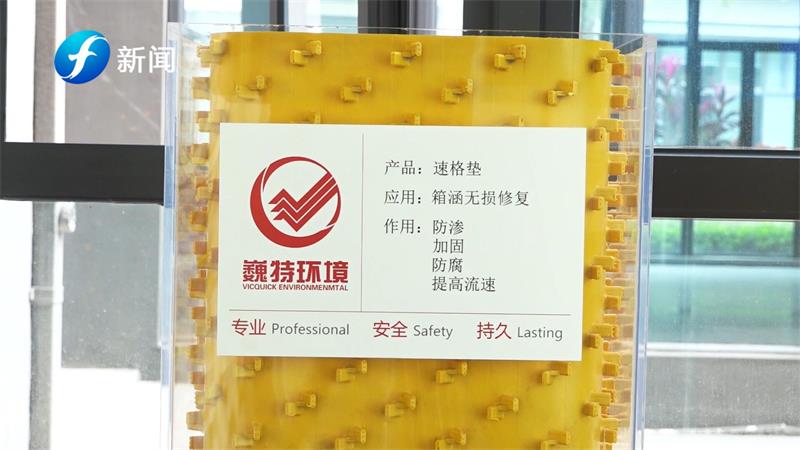 新闻
产品：速格垫
应用：箱涵无损修复
作用：防渗
加固
防腐
提高流速
巍特环境
VICQUICK ENVIRONMENMTAL
专业 Professional 安全 Safety 持久 Lasting